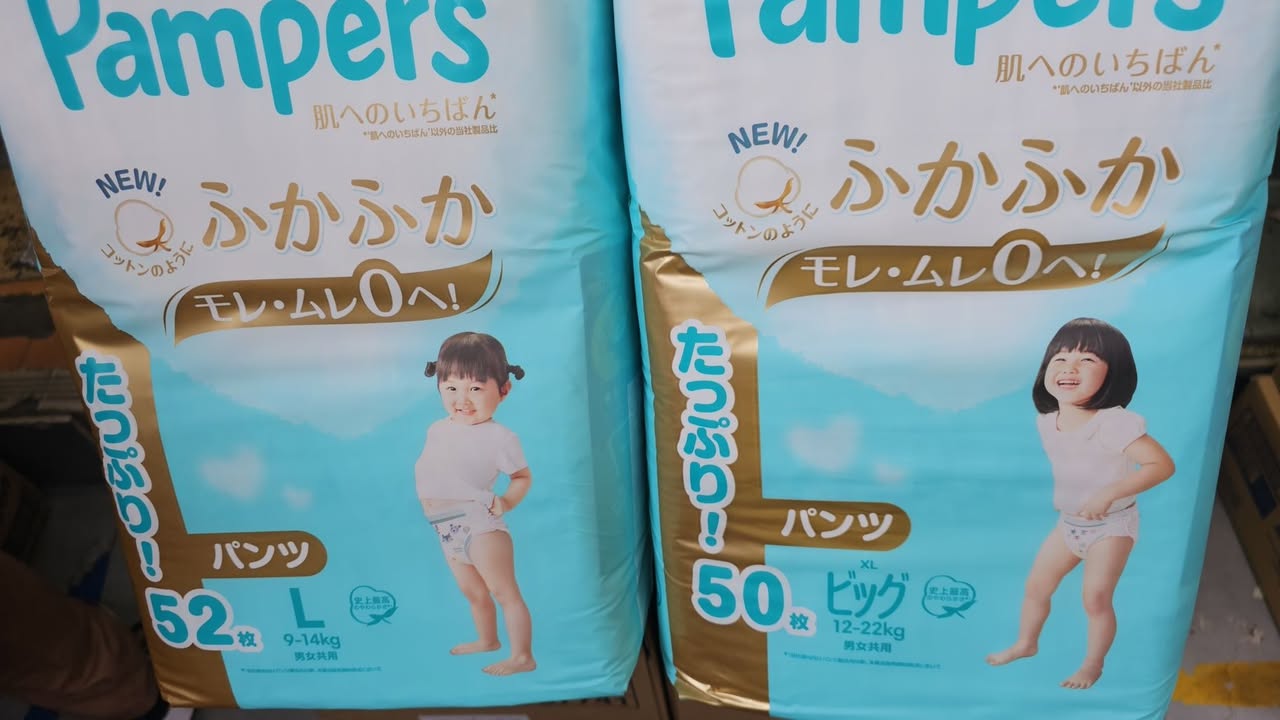 Pampers
肌へのいちばん*
*"肌へのいちばん"以外の当社製品比
NEW!
コットンのように
ふかふか
モレ・ムレ0へ!
たっぷり!
パンツ
52枚
L
9-14kg
男女共用
史上最高
Pampers
肌へのいちばん*
*"肌へのいちばん"以外の当社製品比
NEW!
コットンのように
ふかふか
モレ・ムレ0へ!
たっぷり!
パンツ
50枚
XL
ビッグ
12-22kg
男女共用
史上最高